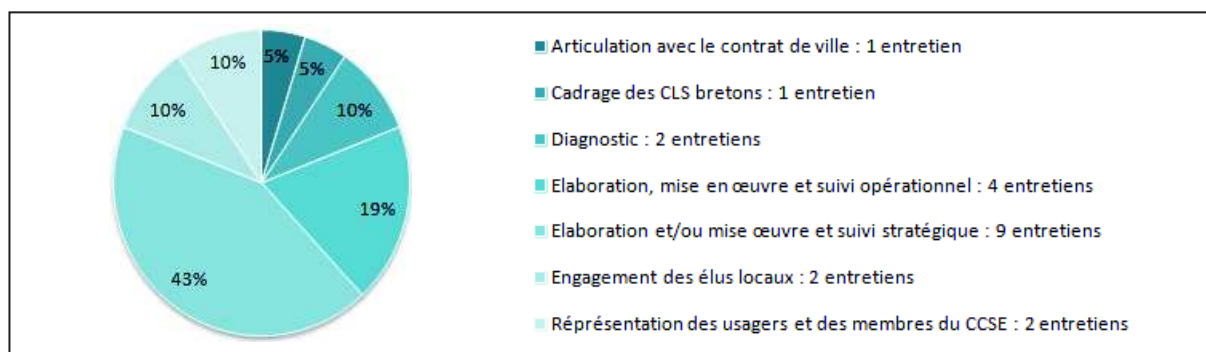 5%
5%
10%
10%
10%
19%
43%
Articulation avec le contrat de ville : 1 entretien
Cadrage des CLS bretons : 1 entretien
Diagnostic : 2 entretiens
Elaboration, mise en œuvre et suivi opérationnel : 4 entretiens
Elaboration et/ou mise œuvre et suivi stratégique : 9 entretiens
Engagement des élus locaux : 2 entretiens
Réprésentation des usagers et des membres du CCSE : 2 entretiens